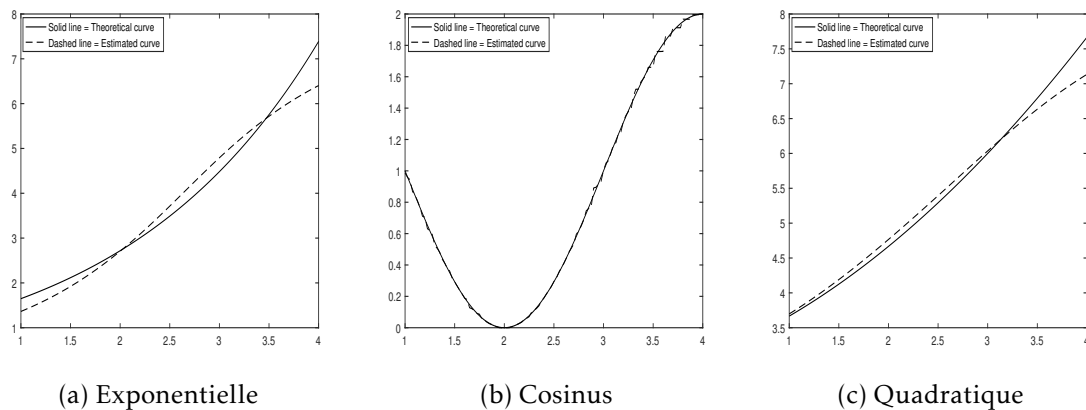 8
7
6
5
4
3
2
1
Solid line = Theoretical curve
Dashed line = Estimated curve
1 1.5 2 2.5 3 3.5 4
(a) Exponentielle
2
1.8
1.6
1.4
1.2
1
0.8
0.6
0.4
0.2
0
Solid line = Theoretical curve
Dashed line = Estimated curve
1 1.5 2 2.5 3 3.5 4
(b) Cosinus
8
7.5
7
6.5
6
5.5
5
4.5
4
3.5
Solid line = Theoretical curve
Dashed line = Estimated curve
1 1.5 2 2.5 3 3.5 4
(c) Quadratique